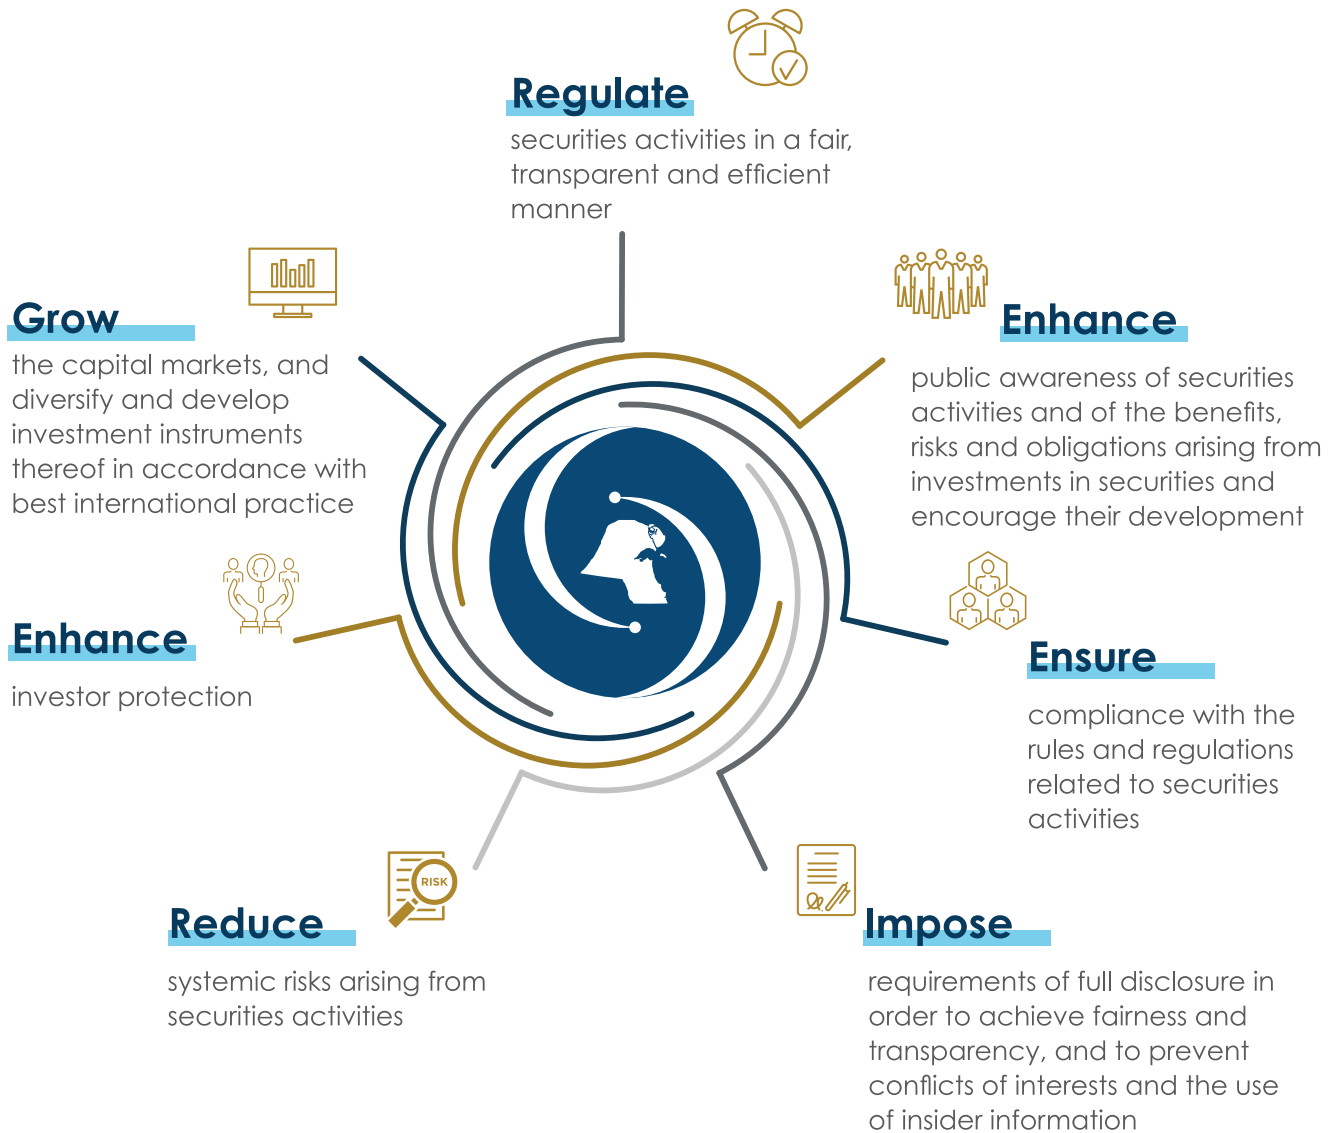 Regulate
securities activities in a fair,
transparent and efficient
manner
Grow
the capital markets, and
diversify and develop
investment instruments
thereof in accordance with
best international practice
Enhance
public awareness of securities
activities and of the benefits,
risks and obligations arising from
investments in securities and
encourage their development
Enhance
investor protection
Ensure
compliance with the
rules and regulations
related to securities
activities
RISK
Reduce
systemic risks arising from
securities activities
Impose
requirements of full disclosure in
order to achieve fairness and
transparency, and to prevent
conflicts of interests and the use
of insider information